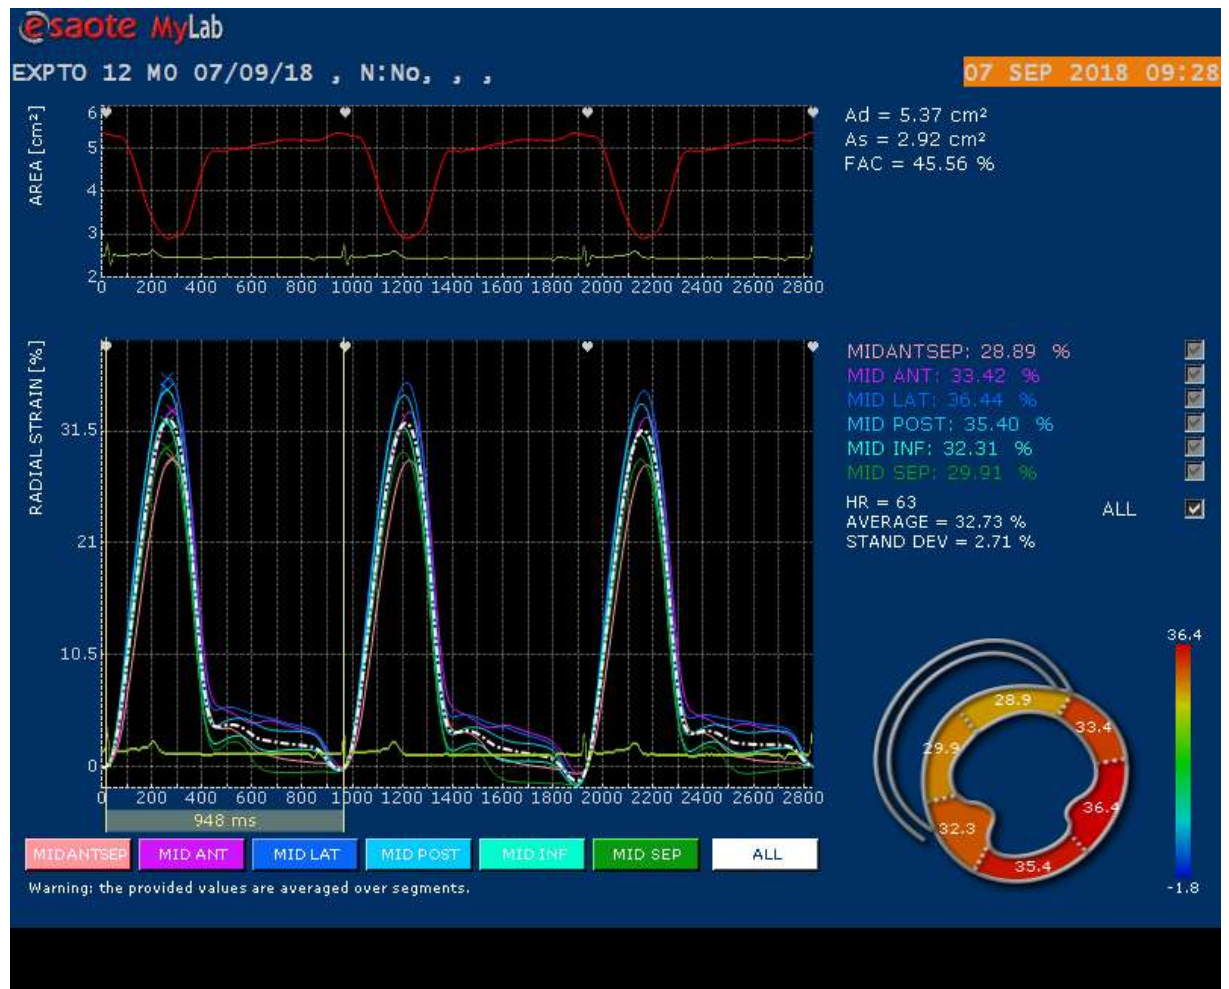 esaote MyLab
EXPTO 12 MO 07/09/18 , N:No, , ,
07 SEP 2018 09:28
AREA [cm²]
6
5
4
3
2
0 200 400 600 800 1000 1200 1400 1600 1800 2000 2200 2400 2600 2800
Ad = 5.37 cm²
As = 2.92 cm²
FAC = 45.56 %
RADIAL STRAIN [%]
31.5
21
10.5
0
0 200 400 600 800 1000 1200 1400 1600 1800 2000 2200 2400 2600 2800
948 ms
MIDANTSEP: 28.89 %
MID ANT: 33.42 %
MID LAT: 36.44 %
MID POST: 35.40 %
MID INF: 32.31 %
MID SEP: 29.91 %
HR = 63
ALL
AVERAGE = 32.73 %
STAND DEV = 2.71 %
36.4
28.9
33.4
29.9
36.4
32.3
35.4
-1.8
MIDANTSEP MID ANT MID LAT MID POST MID INF MID SEP ALL
Warning: the provided values are averaged over segments.